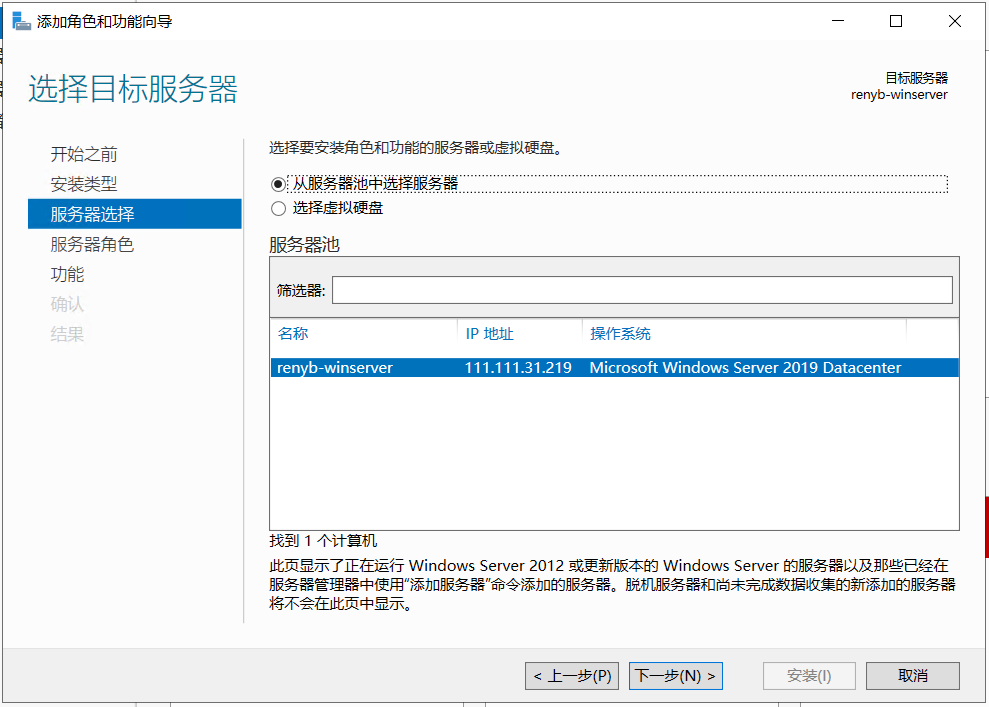 添加角色和功能向导
选择目标服务器
目标服务器
renyb-winserver
开始之前
安装类型
服务器选择
服务器角色
功能
确认
结果
选择要安装角色和功能的服务器或虚拟硬盘。
从服务器池中选择服务器
选择虚拟硬盘
服务器池
筛选器:
名称 IP 地址 操作系统
renyb-winserver 111.111.31.219 Microsoft Windows Server 2019 Datacenter
找到 1 个计算机
此页显示了正在运行 Windows Server 2012 或更新版本的 Windows Server 的服务器以及那些已经在
服务器管理器中使用"添加服务器"命令添加的服务器。脱机服务器和尚未完成数据收集的新添加的服务器
将不会在此页中显示。
< 上一步(P) 下一步(N) > 安装(I) 取消